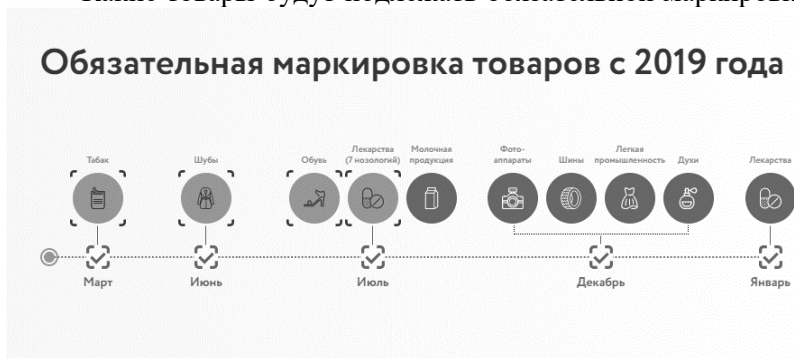 Обязательная маркировка товаров с 2019 года
Табак
Шубы
Обувь
Лекарства
(7 нозологий)
Молочная
продукция
Фото-
аппараты
Шины
Легкая
промышленность
Духи
Лекарства
Март
Июнь
Июль
Декабрь
Январь